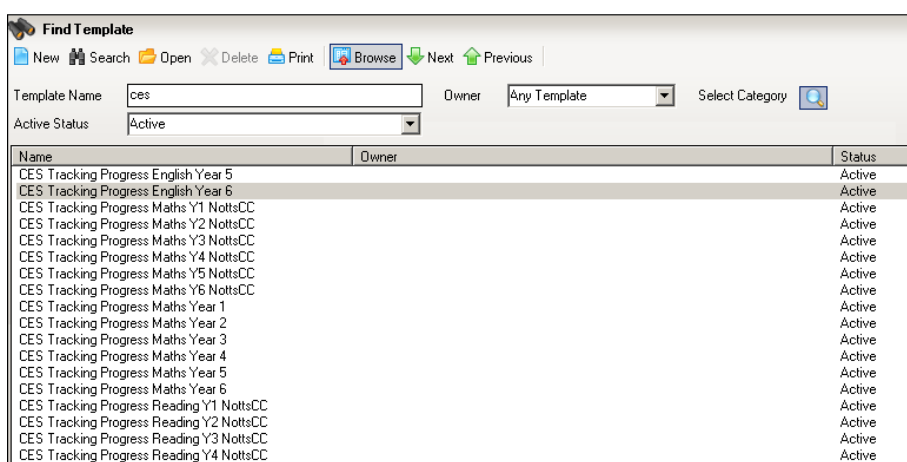 Find Template
New Search Open Delete Print Browse Next Previous
Template Name ces Owner Any Template Select Category
Active Status Active
Name Owner Status
CES Tracking Progress English Year 5 Active
CES Tracking Progress English Year 6 Active
CES Tracking Progress Maths Y1 NottsCC Active
CES Tracking Progress Maths Y2 NottsCC Active
CES Tracking Progress Maths Y3 NottsCC Active
CES Tracking Progress Maths Y4 NottsCC Active
CES Tracking Progress Maths Y5 NottsCC Active
CES Tracking Progress Maths Y6 NottsCC Active
CES Tracking Progress Maths Year 1 Active
CES Tracking Progress Maths Year 2 Active
CES Tracking Progress Maths Year 3 Active
CES Tracking Progress Maths Year 4 Active
CES Tracking Progress Maths Year 5 Active
CES Tracking Progress Maths Year 6 Active
CES Tracking Progress Reading Y1 NottsCC Active
CES Tracking Progress Reading Y2 NottsCC Active
CES Tracking Progress Reading Y3 NottsCC Active
CES Tracking Progress Reading Y4 NottsCC Active